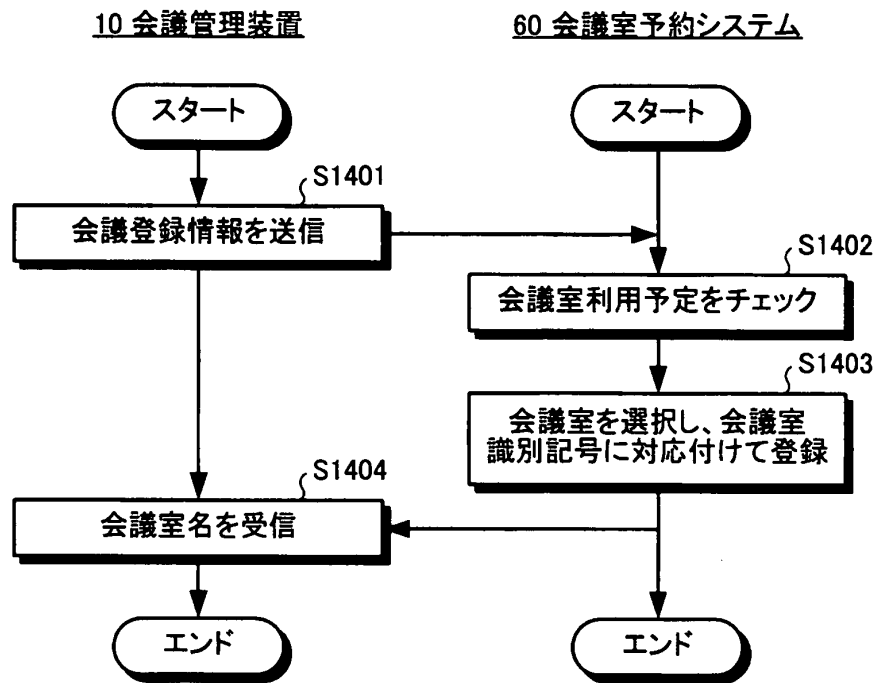 10 会議管理装置
60 会議室予約システム
スタート
スタート
S1401
会議登録情報を送信
S1402
会議室利用予定をチェック
S1403
会議室を選択し、会議室
識別記号に対応付けて登録
S1404
会議室名を受信
エンド
エンド